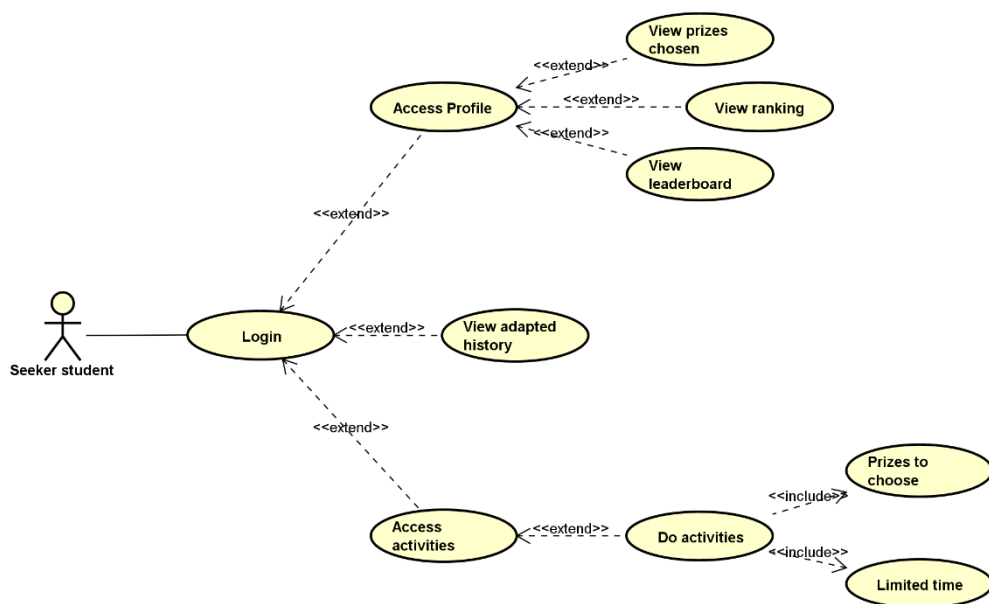 View prizes
chosen
<<extend>>
Access Profile
<<extend>>
View ranking
<<extend>>
View
leaderboard
<<extend>>
Seeker student
Login
<<extend>>
View adapted
history
<<extend>>
Access
activities
<<extend>>
Do activities
<<include>>
Prizes to
choose
<<include>>
Limited time